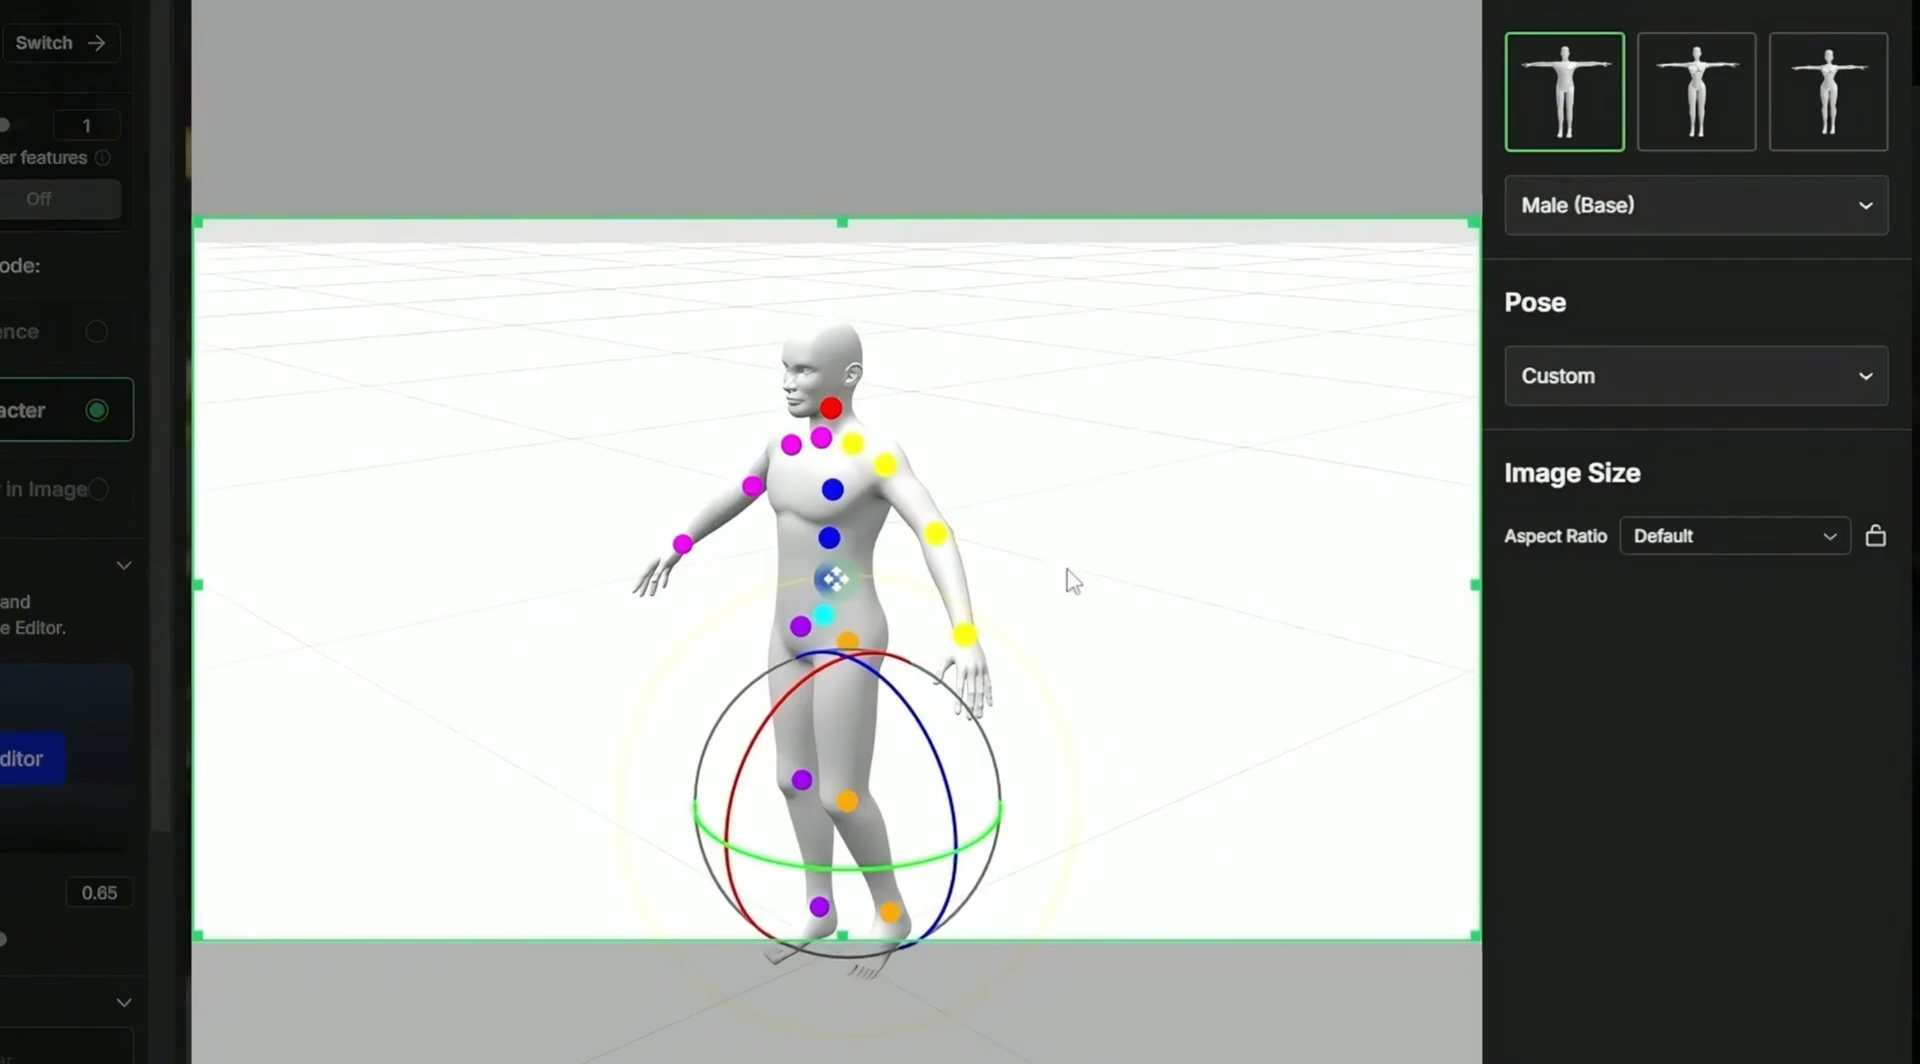 Switch
1
er features
Off
ode:
ence
acter
in Image
and
e Editor.
ditor
0.65
Male (Base)
Pose
Custom
Image Size
Aspect Ratio
Default